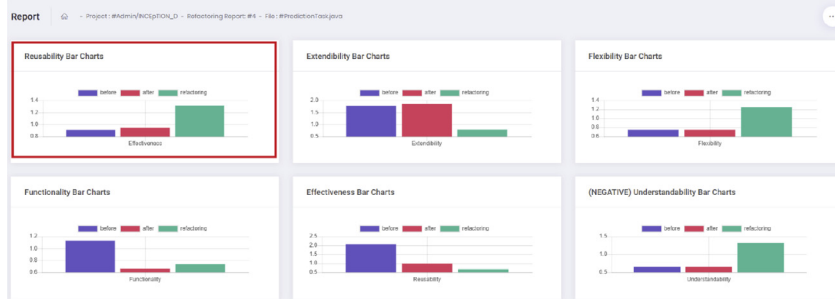 Report - Project : #Admin/INCEpTION_D - Refactoring Report: #4 - File : #PredictionTask.java ...
Reusability Bar Charts
before after refactoring
1.4
1.2
1.0
0.8
Effectiveness
Extendibility Bar Charts
before after refactoring
2.0
1.5
1.0
0.5
Extendibility
Flexibility Bar Charts
before after refactoring
1.4
1.2
1.0
0.8
0.6
Flexibility
Functionality Bar Charts
before after refactoring
1.2
1.0
0.8
0.6
Functionality
Effectiveness Bar Charts
before after refactoring
2.5
2.0
1.5
1.0
0.5
Reusability
(NEGATIVE) Understandability Bar Charts
before after refactoring
1.5
1.0
0.5
Understandability